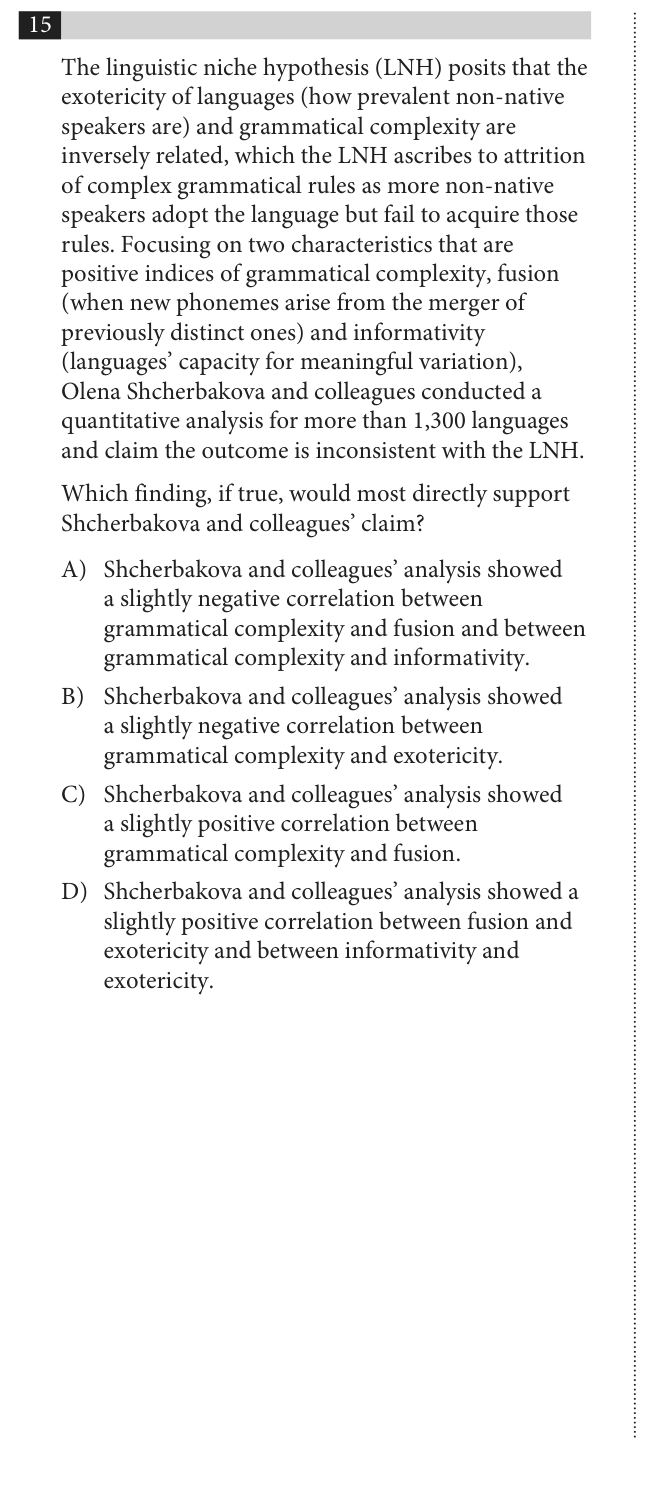 15
The linguistic niche hypothesis (LNH) posits that the
exotericity of languages (how prevalent non-native
speakers are) and grammatical complexity are
inversely related, which the LNH ascribes to attrition
of complex grammatical rules as more non-native
speakers adopt the language but fail to acquire those
rules. Focusing on two characteristics that are
positive indices of grammatical complexity, fusion
(when new phonemes arise from the merger of
previously distinct ones) and informativity
(languages’ capacity for meaningful variation),
Olena Shcherbakova and colleagues conducted a
quantitative analysis for more than 1,300 languages
and claim the outcome is inconsistent with the LNH.
Which finding, if true, would most directly support
Shcherbakova and colleagues’ claim?
A) Shcherbakova and colleagues’ analysis showed
a slightly negative correlation between
grammatical complexity and fusion and between
grammatical complexity and informativity.
B) Shcherbakova and colleagues’ analysis showed
a slightly negative correlation between
grammatical complexity and exotericity.
C) Shcherbakova and colleagues’ analysis showed
a slightly positive correlation between
grammatical complexity and fusion.
D) Shcherbakova and colleagues’ analysis showed a
slightly positive correlation between fusion and
exotericity and between informativity and
exotericity.